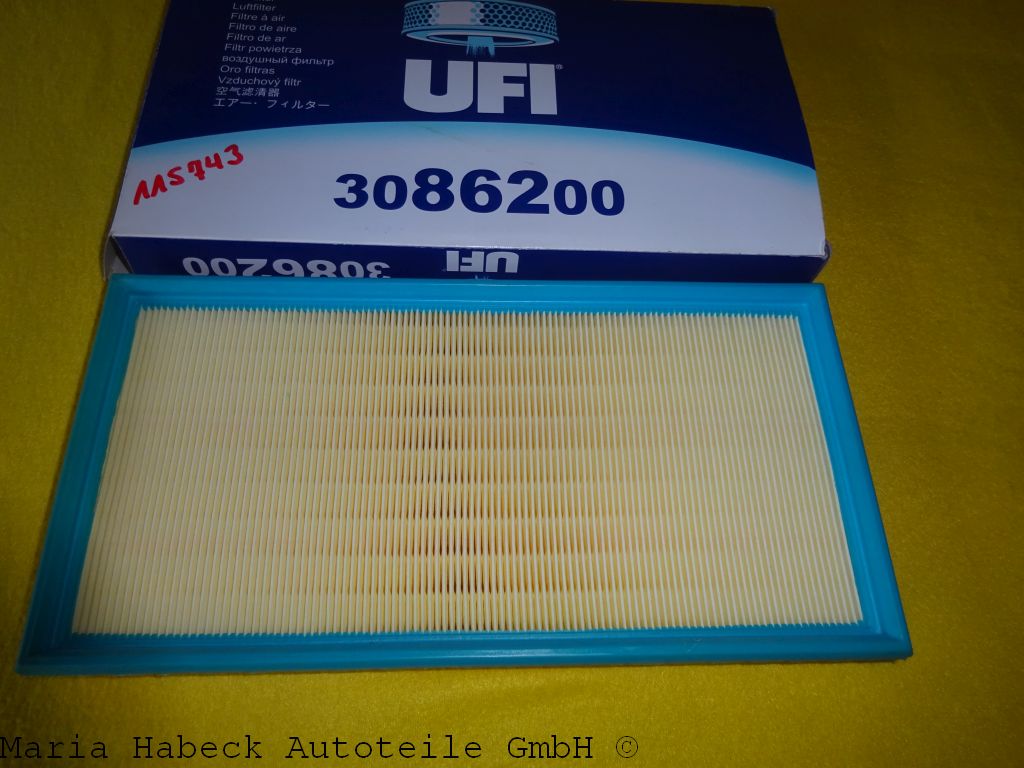 Luftfilter
Filtre à air
Filtro de aire
Filtro de ar
Filtr powietrza
воздушный фильтр
Oro filtras
Vzduchový filtr
空气滤清器
エアー・フィルター
UFI®
115743
3086200
UFI
3086200
Maria Habeck Autoteile GmbH ©